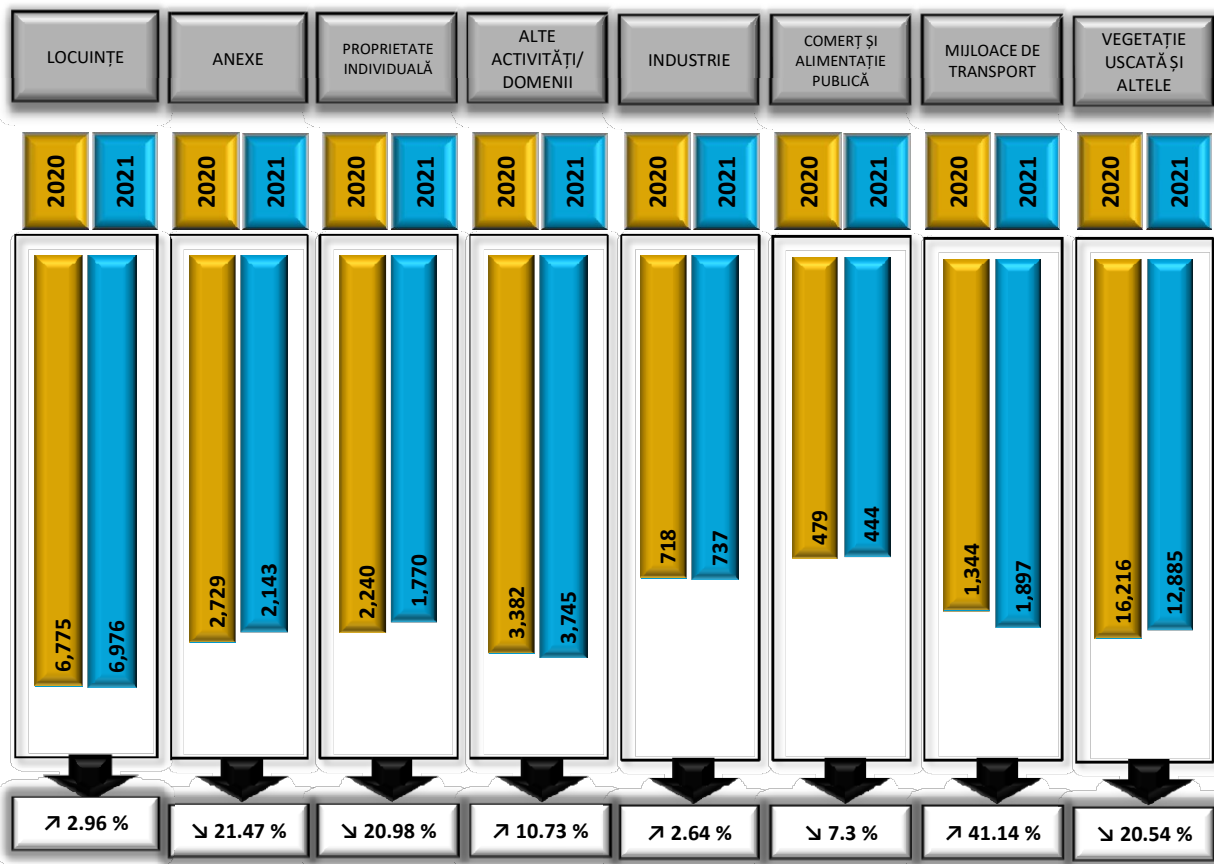 LOCUINȚE
ANEXE
PROPRIETATE
INDIVIDUALĂ
ALTE
ACTIVITĂȚI/
DOMENII
INDUSTRIE
COMERȚ ȘI
ALIMENTAȚIE
PUBLICĂ
MIJLOACE DE
TRANSPORT
VEGETAȚIE
USCATĂ ȘI
ALTELE
2020
2021
2020
2021
2020
2021
2020
2021
2020
2021
2020
2021
2020
2021
2020
2021
6,775
6,976
2,729
2,143
2,240
1,770
3,382
3,745
718
737
479
444
1,344
1,897
16,216
12,885
↗ 2.96 %
↘ 21.47 %
↘ 20.98 %
↗ 10.73 %
↗ 2.64 %
↘ 7.3 %
↗ 41.14 %
↘ 20.54 %